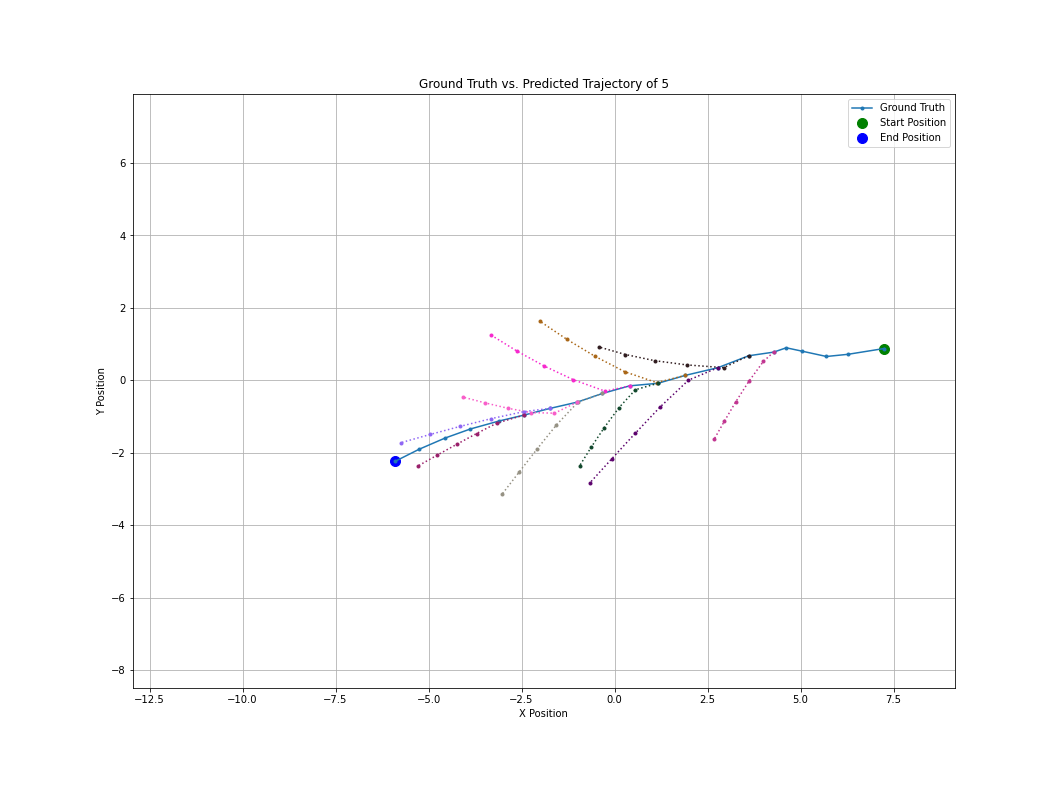 Ground Truth vs. Predicted Trajectory of 5
Ground Truth
Start Position
End Position
6
4
2
0
−2
−4
−6
−8
Y Position
−12.5 −10.0 −7.5 −5.0 −2.5 0.0 2.5 5.0 7.5
X Position